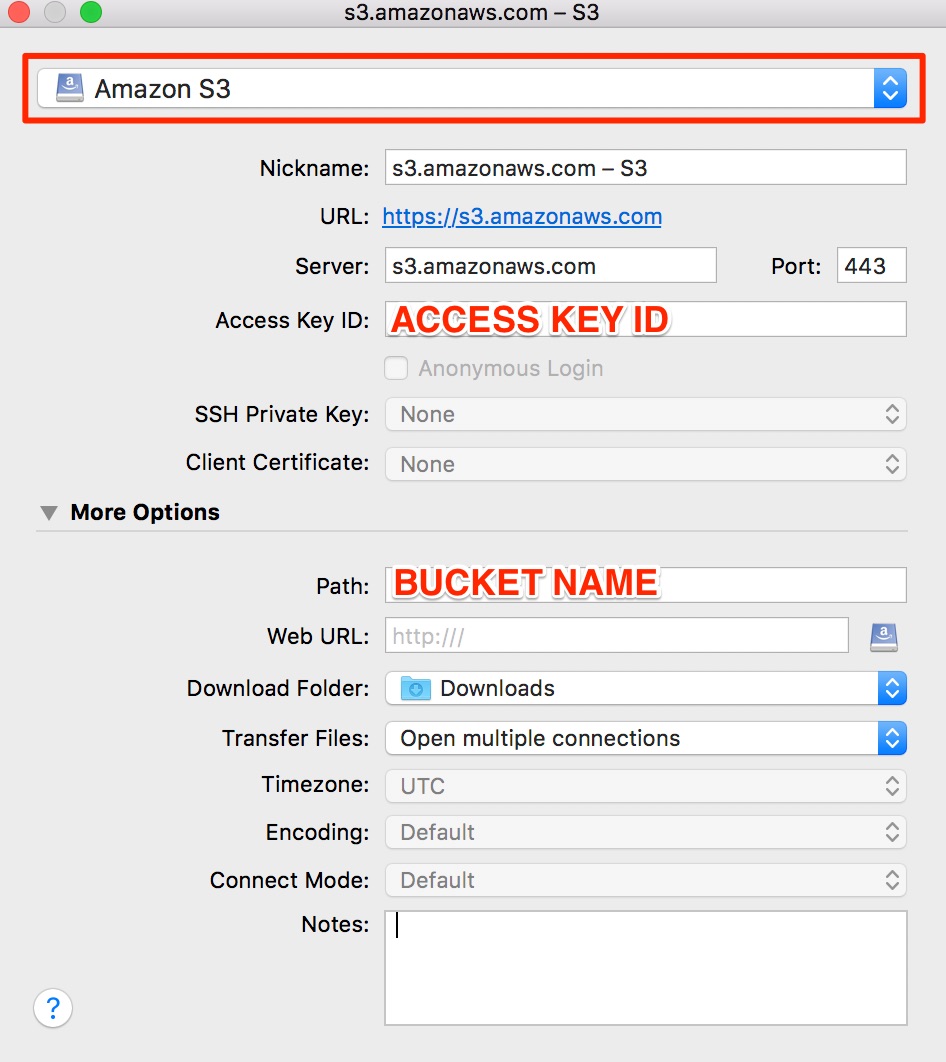 s3.amazonaws.com – S3
Amazon S3
Nickname: s3.amazonaws.com – S3
URL: https://s3.amazonaws.com
Server: s3.amazonaws.com Port: 443
Access Key ID: ACCESS KEY ID
Anonymous Login
SSH Private Key: None
Client Certificate: None
More Options
Path: BUCKET NAME
Web URL: http:///
Download Folder: Downloads
Transfer Files: Open multiple connections
Timezone: UTC
Encoding: Default
Connect Mode: Default
Notes:
?